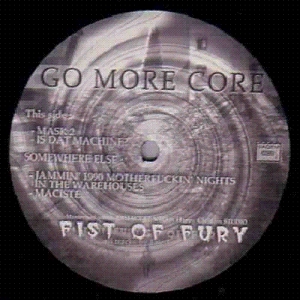 GO MORE CORE
This side :
- MASK 2
- IS DAT MACHINE?
SOMEWHERE ELSE :
- JAMMIN' 1990 MOTHERFUCKIN' NIGHTS
IN THE WAREHOUSES
- MACISTE
FIST OF FURY